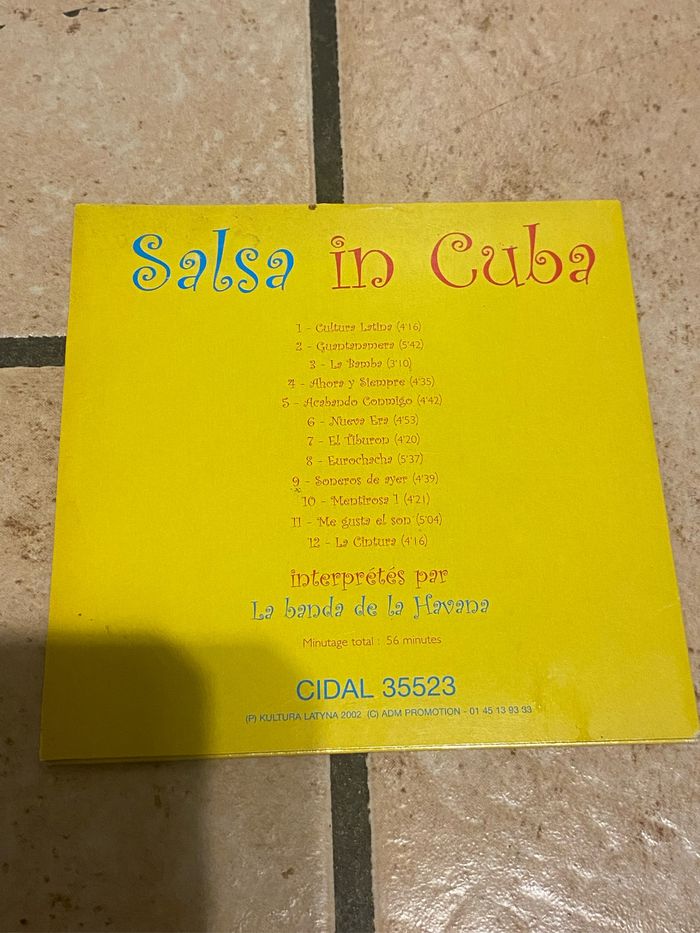 Salsa in Cuba
1 - Cultura Latina (4'16)
2 - Guantanamera (5'42)
3 - La Bamba (3'10)
4 - Ahora y Siempre (4'35)
5 - Acabando Conmigo (4'42)
6 - Nueva Era (4'53)
7 - El Tiburon (4'20)
8 - Eurochacha (5'37)
9 - Soneros de ayer (4'39)
10 - Mentirosa 1 (4'21)
11 - Me gusta el son (5'04)
12 - La Cintura (4'16)
interprétés par
La banda de la Havana
Minutage total : 56 minutes
CIDAL 35523
(P) KULTURA LATYNA 2002 (C) ADM PROMOTION - 01 45 13 93 33